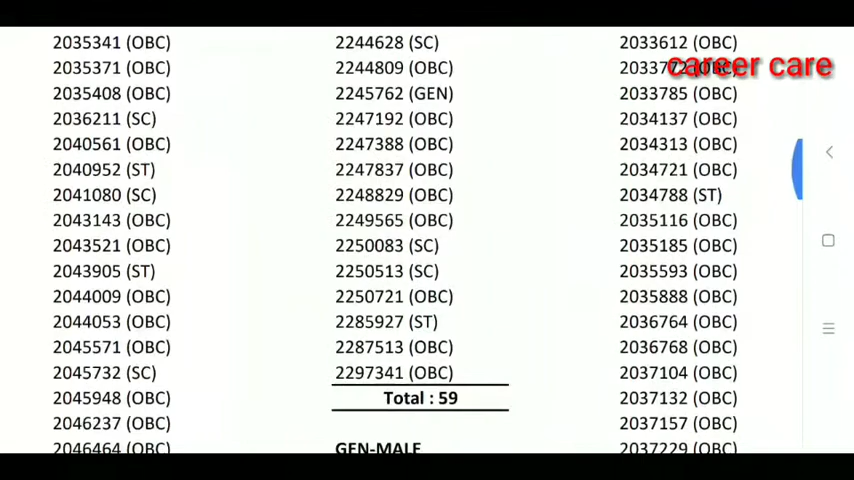 2035341 (OBC)
2035371 (OBC)
2035408 (OBC)
2036211 (SC)
2040561 (OBC)
2040952 (ST)
2041080 (SC)
2043143 (OBC)
2043521 (OBC)
2043905 (ST)
2044009 (OBC)
2044053 (OBC)
2045571 (OBC)
2045732 (SC)
2045948 (OBC)
2046237 (OBC)
2046464 (OBC)
2244628 (SC)
2244809 (OBC)
2245762 (GEN)
2247192 (OBC)
2247388 (OBC)
2247837 (OBC)
2248829 (OBC)
2249565 (OBC)
2250083 (SC)
2250513 (SC)
2250721 (OBC)
2285927 (ST)
2287513 (OBC)
2297341 (OBC)
Total : 59
GEN-MALE
2033612 (OBC)
2033772 (OBC)
career care
2033785 (OBC)
2034137 (OBC)
2034313 (OBC)
2034721 (OBC)
2034788 (ST)
2035116 (OBC)
2035185 (OBC)
2035593 (OBC)
2035888 (OBC)
2036764 (OBC)
2036768 (OBC)
2037104 (OBC)
2037132 (OBC)
2037157 (OBC)
2037229 (OBC)